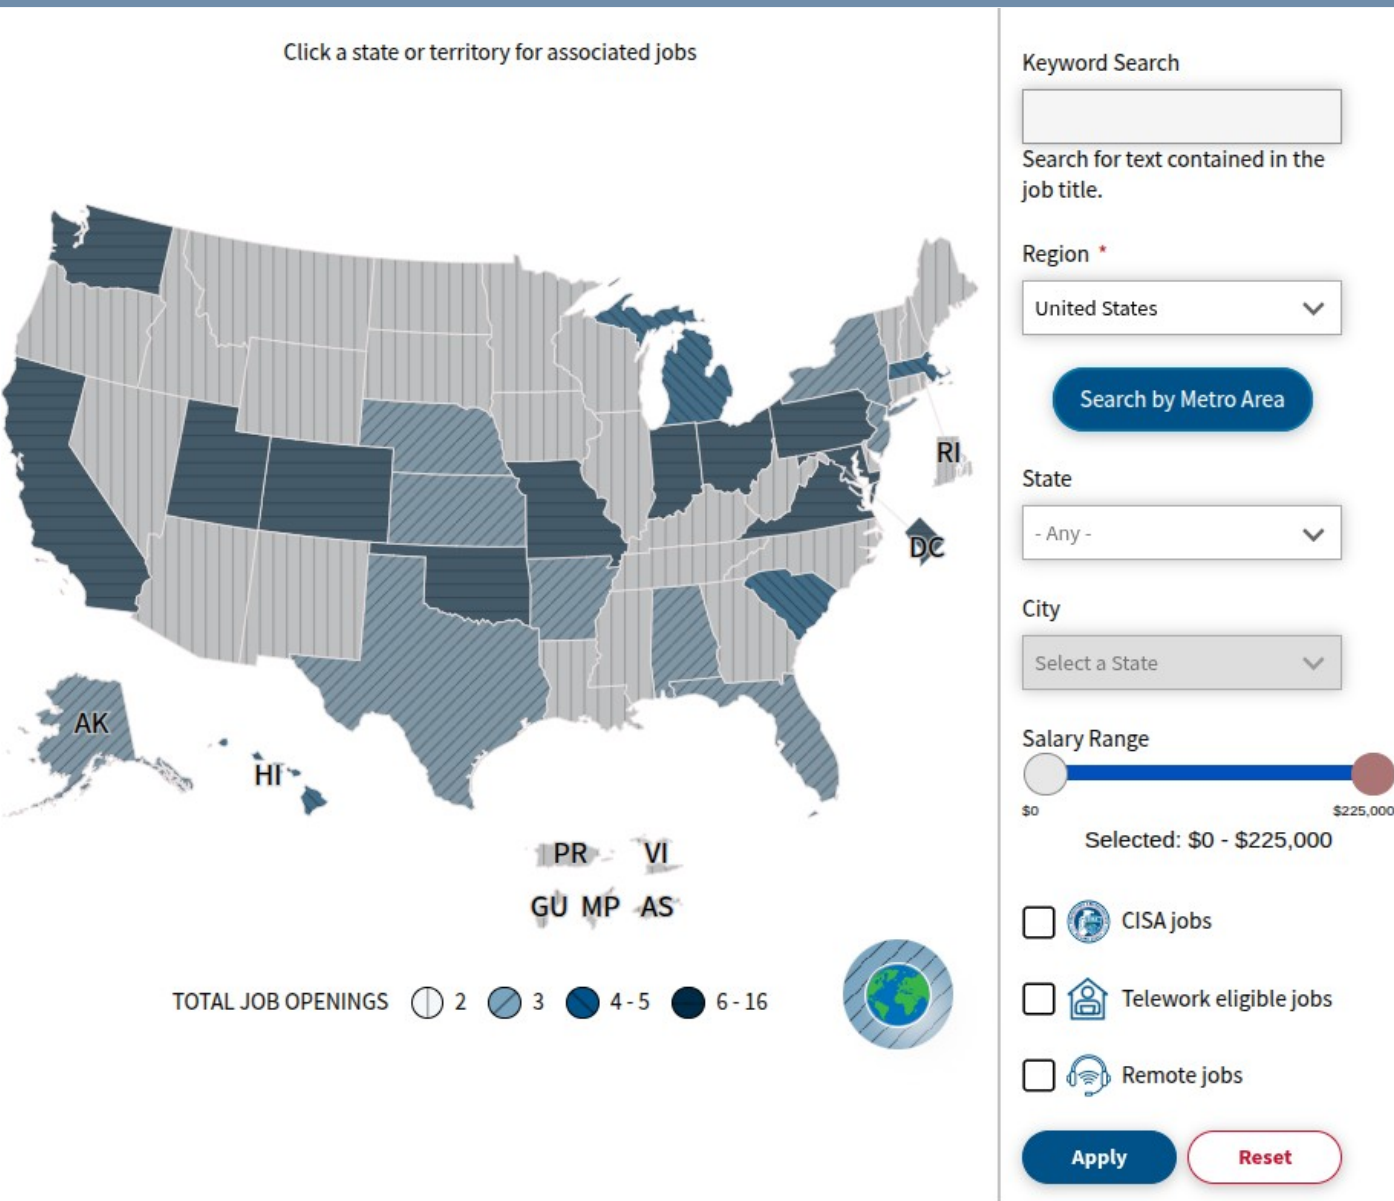 Click a state or territory for associated jobs
RI
DC
AK
HI
PR VI
GU MP AS
TOTAL JOB OPENINGS 2 3 4 - 5 6 - 16
Keyword Search
Search for text contained in the
job title.
Region *
United States
Search by Metro Area
State
- Any -
City
Select a State
Salary Range
$0 $225,000
Selected: $0 - $225,000
CISA jobs
Telework eligible jobs
Remote jobs
Apply Reset